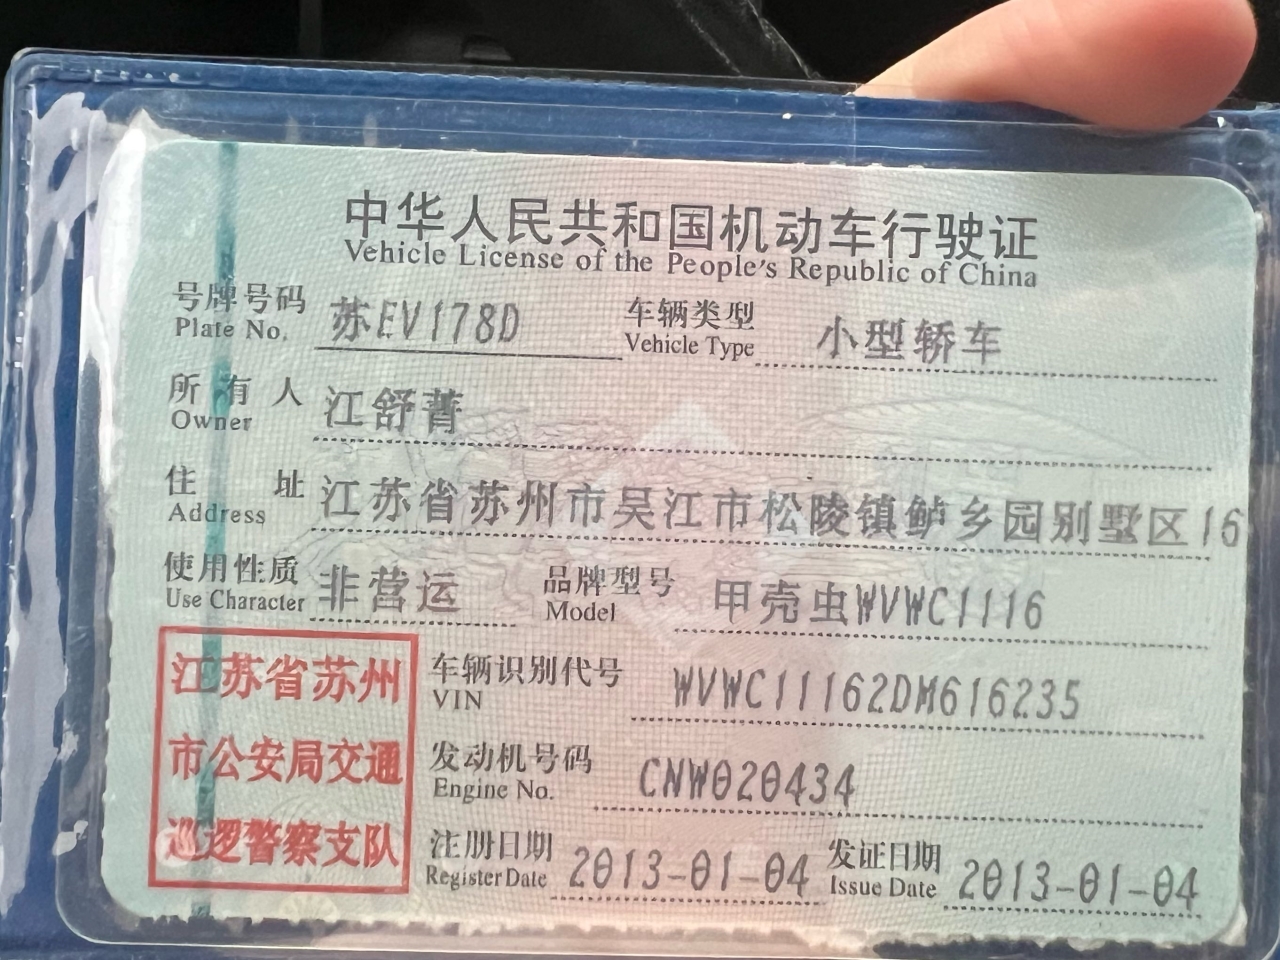 中华人民共和国机动车行驶证
Vehicle License of the People's Republic of China
号牌号码 苏EV178D 车辆类型 小型轿车
Plate No. Vehicle Type
所有人 江舒菁
Owner
住址 江苏省苏州市吴江市松陵镇鲈乡园别墅区16
Address
使用性质 非营运 品牌型号 甲壳虫WVWC1116
Use Character Model
江苏省苏州
市公安局交通
巡逻警察支队
车辆识别代号 WVWC11162DM616235
VIN
发动机号码 CNW020434
Engine No.
注册日期 2013-01-04 发证日期 2013-01-04
Register Date Issue Date